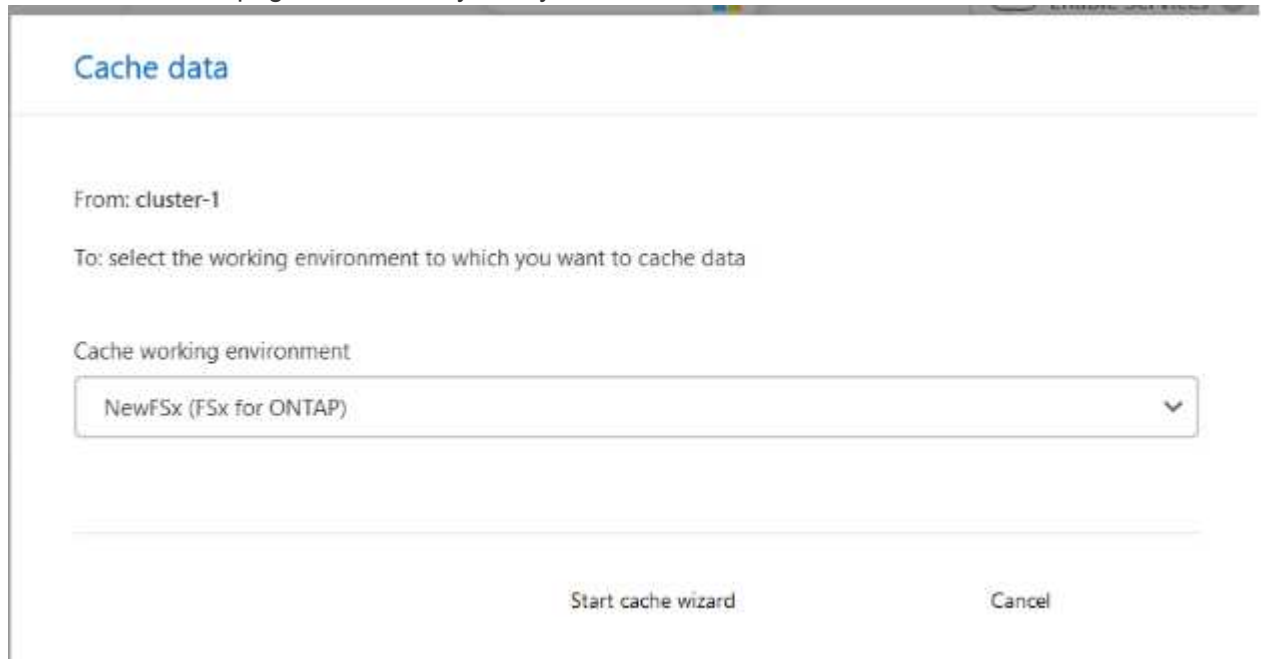 Cache data
From: cluster-1
To: select the working environment to which you want to cache data
Cache working environment
NewFSx (FSx for ONTAP)
Start cache wizard
Cancel